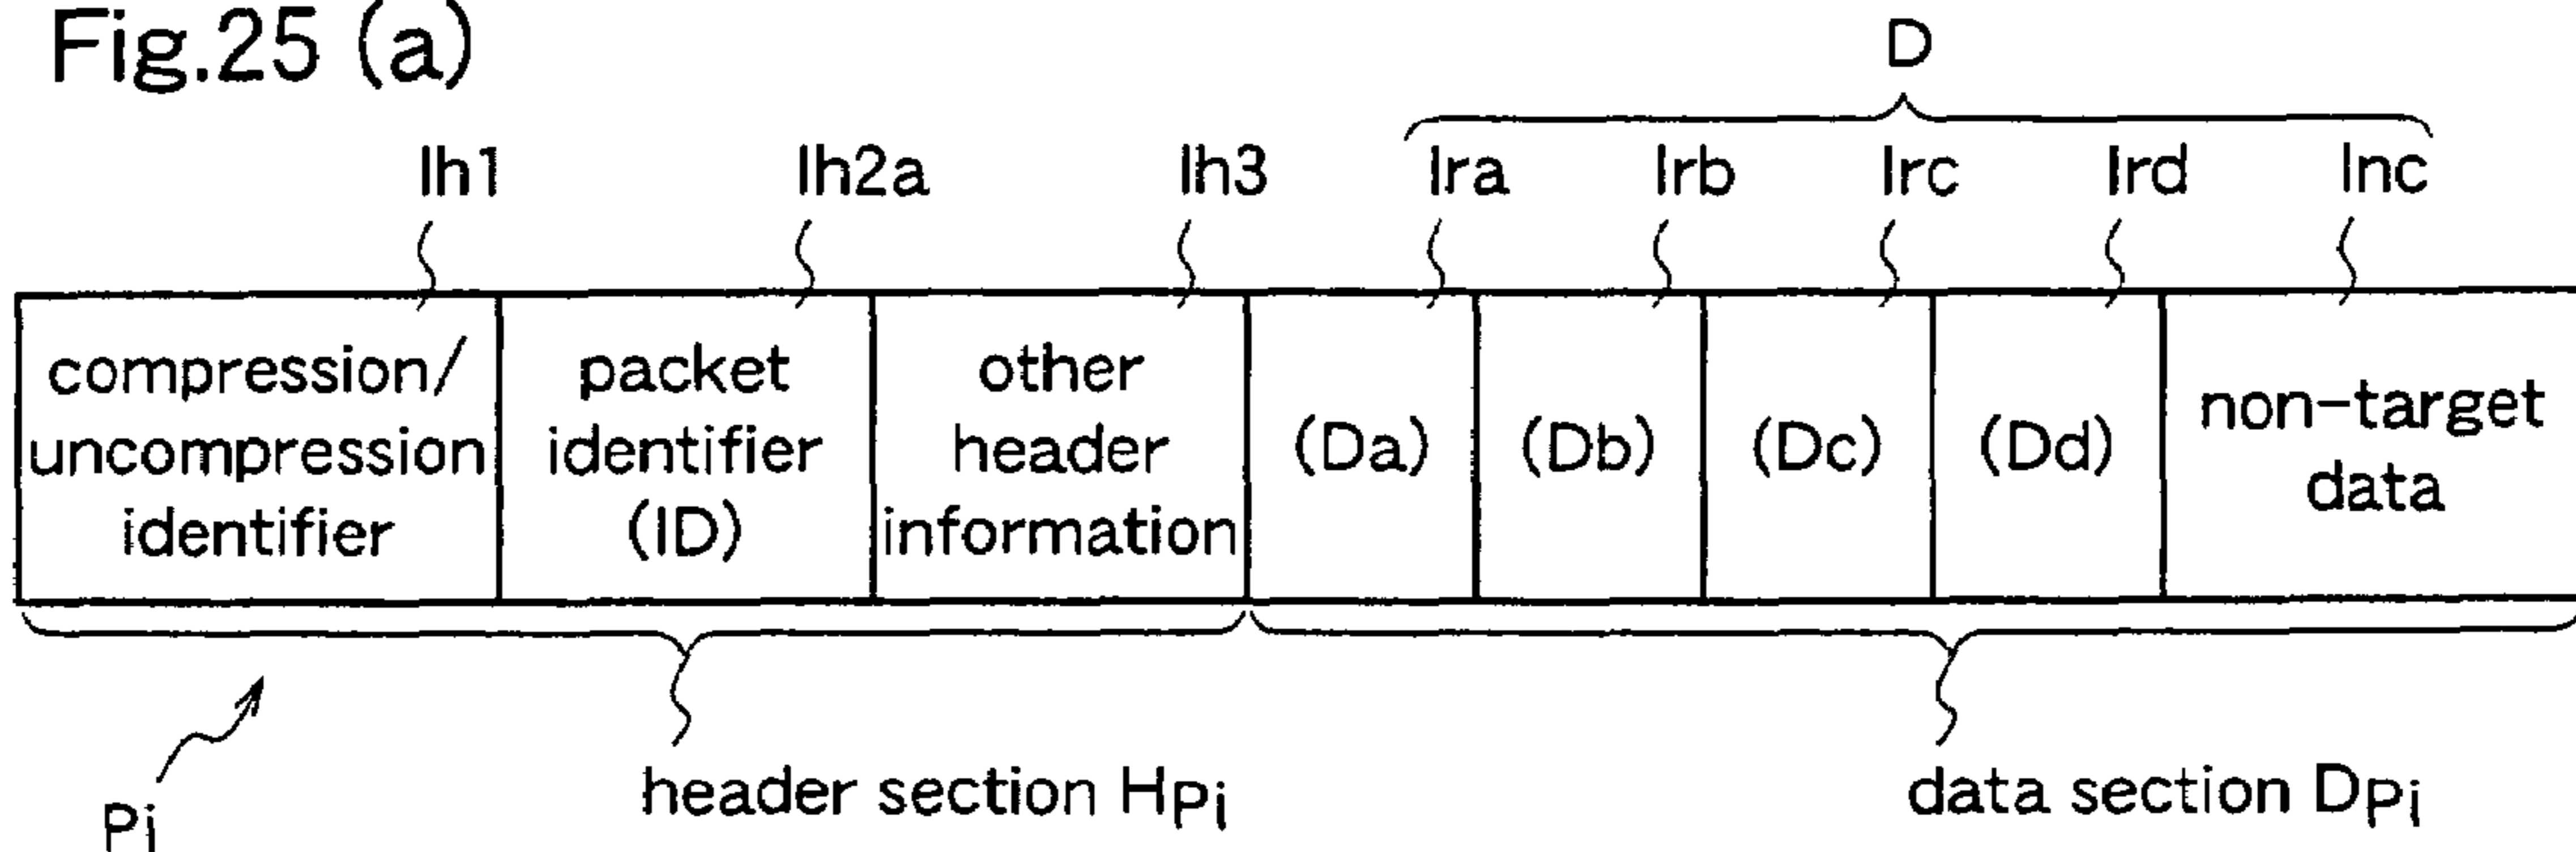 Fig.25 (a)
D
Ih1 Ih2a Ih3 Ira Irb Irc Ird Inc
compression/
uncompression
identifier
packet
identifier
(ID)
other
header
information
(Da)
(Db)
(Dc)
(Dd)
non-target
data
Pi
header section HPi
data section DPi